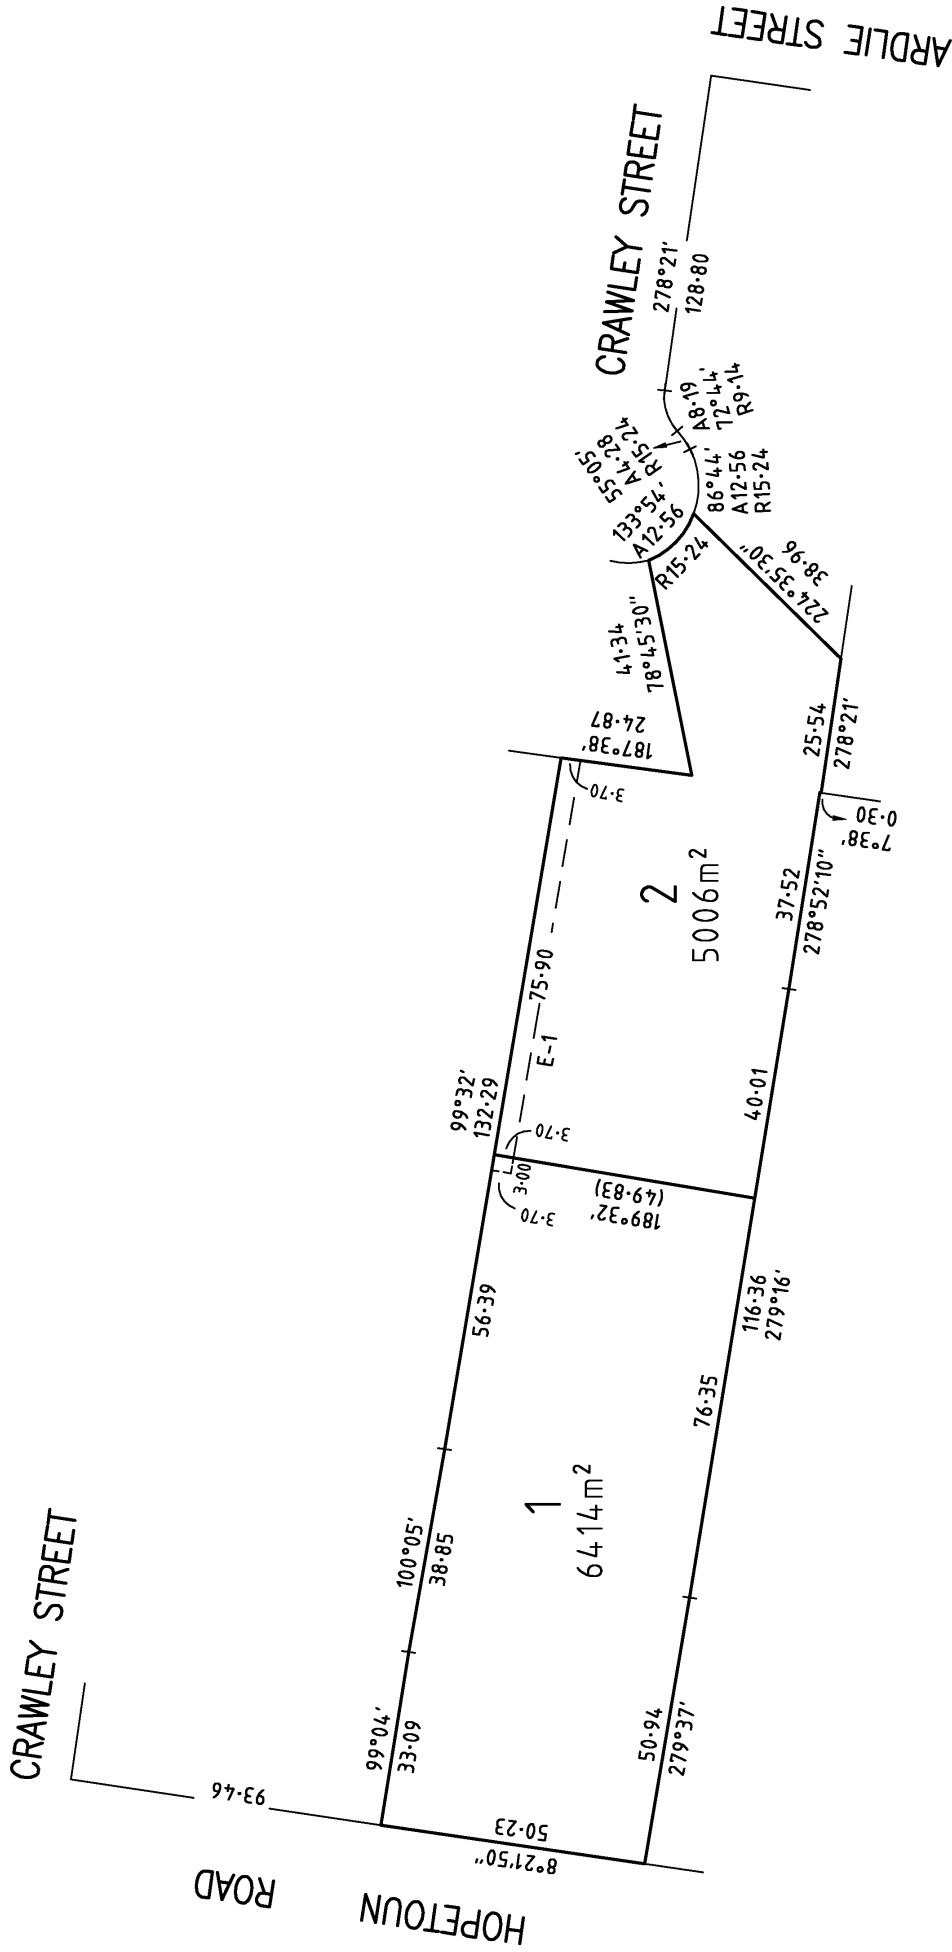 ARDLIE STREET
CRAWLEY STREET
278°21'
128·80
A8·19
72°44'
R9·14
55°05'
A4·28
R15·24
133°54'
A12·56
R15·24
86°44'
A12·56
R15·24
224°35'30"
38·96
41·34
78°45'30"
187°38'
24·87
3·70
25·54
278°21'
0·30
7°38'
37·52
278°52'10"
2
5006m²
75·90
E-1
99°32'
132·29
40·01
3·70
3·00
3·70
189°32'
(49·83)
56·39
116·36
279°16'
76·35
1
6414m²
100°05'
38·85
CRAWLEY STREET
99°04'
33·09
50·94
279°37'
93·46
50·23
8°21'50"
HOPETOUN ROAD